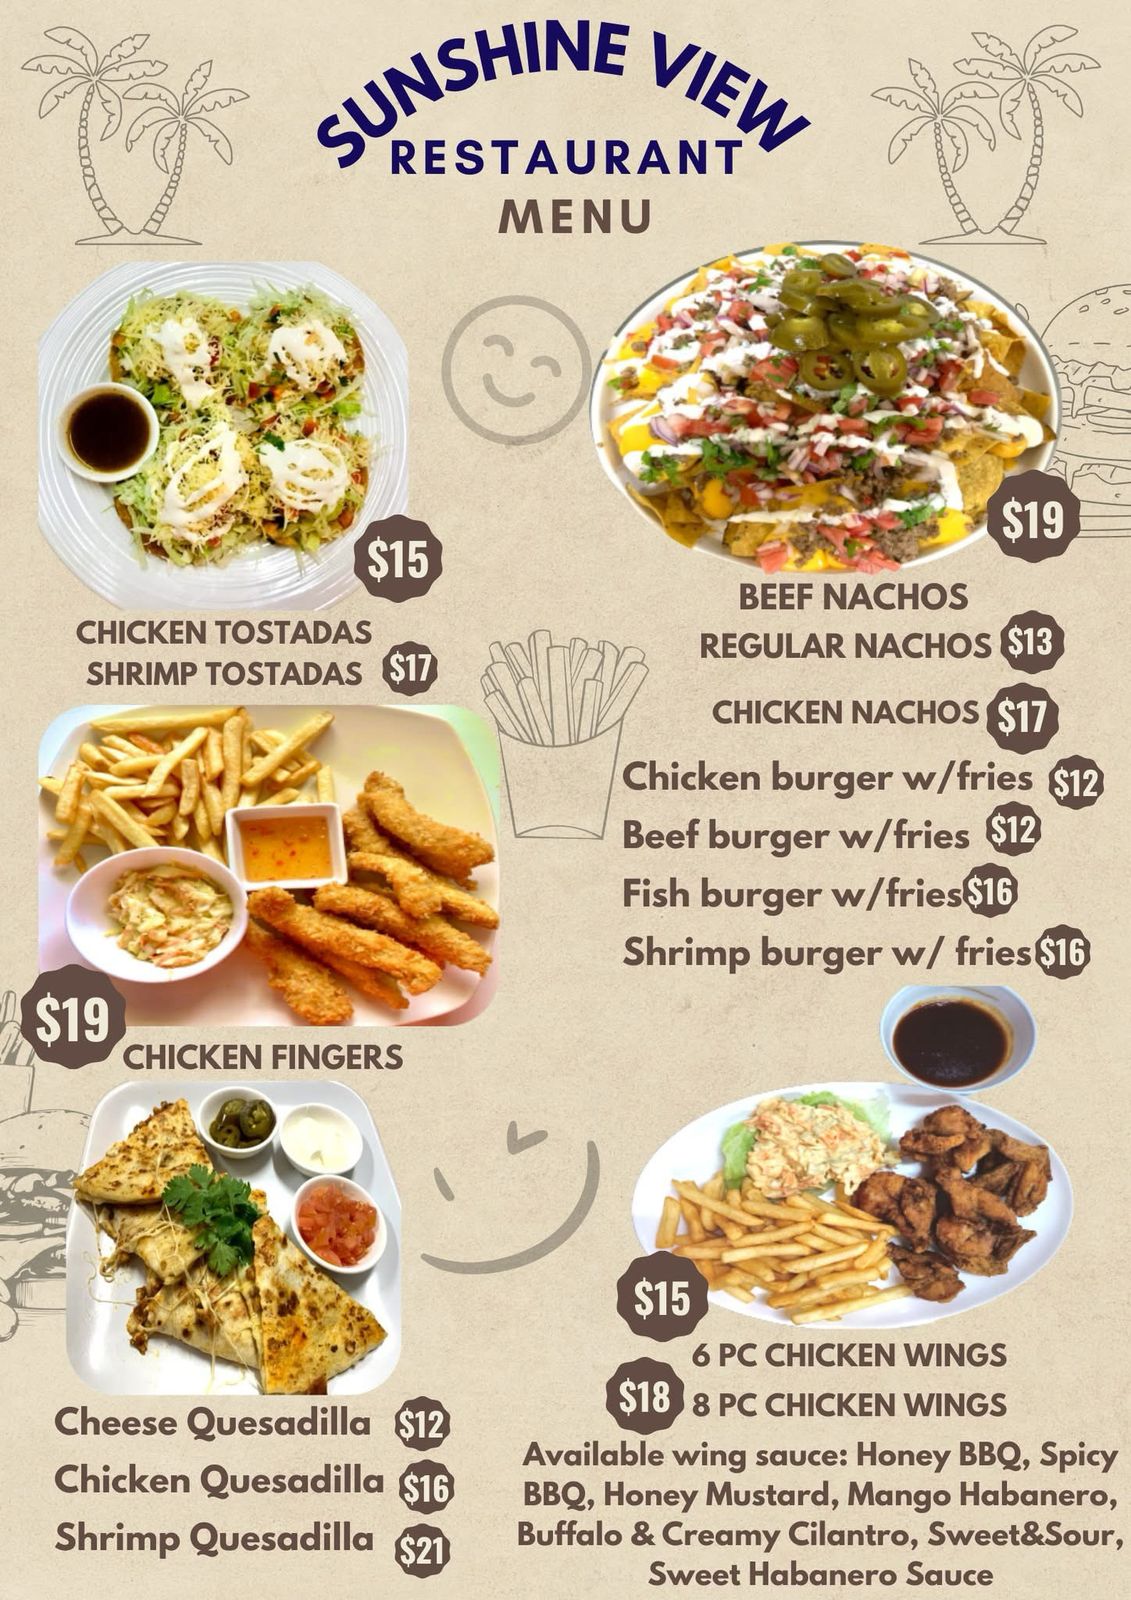 SUNSHINE VIEW
RESTAURANT
MENU
$15
CHICKEN TOSTADAS
SHRIMP TOSTADAS $17
$19
BEEF NACHOS
REGULAR NACHOS $13
CHICKEN NACHOS $17
Chicken burger w/fries $12
Beef burger w/fries $12
Fish burger w/fries $16
Shrimp burger w/ fries $16
$19
CHICKEN FINGERS
Cheese Quesadilla $12
Chicken Quesadilla $16
Shrimp Quesadilla $21
$15
6 PC CHICKEN WINGS
$18 8 PC CHICKEN WINGS
Available wing sauce: Honey BBQ, Spicy
BBQ, Honey Mustard, Mango Habanero,
Buffalo & Creamy Cilantro, Sweet&Sour,
Sweet Habanero Sauce